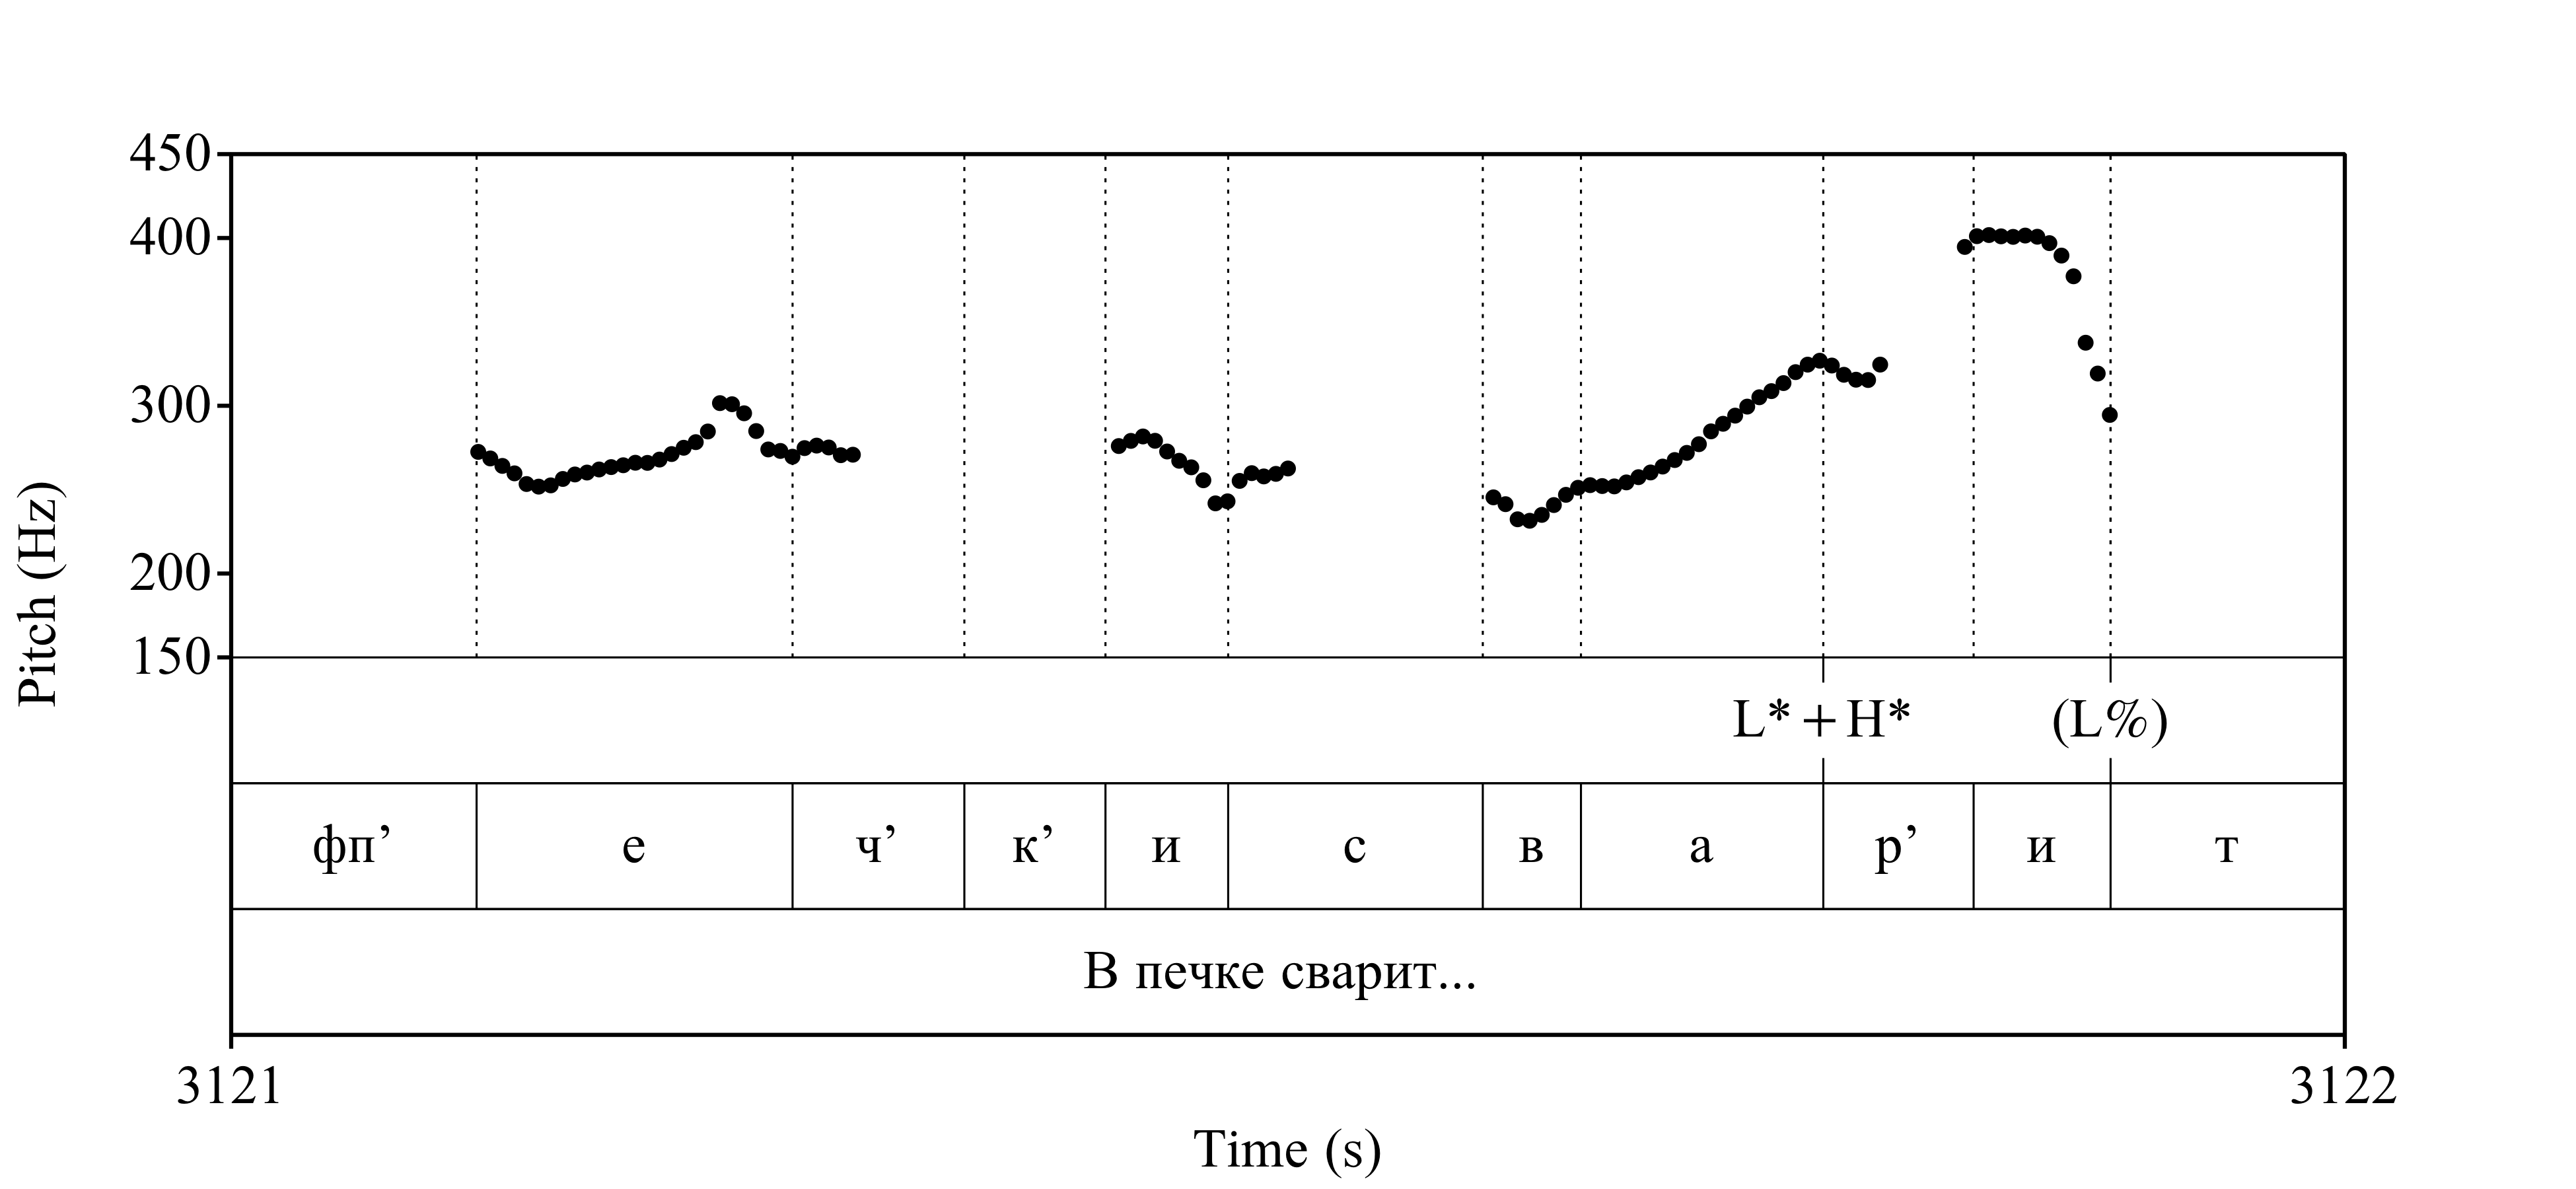 450
400
300
200
150
Pitch (Hz)
L*+H* (L%)
фп’ е ч’ к’ и с в а р’ и т
В печке сварит...
3121 3122
Time (s)